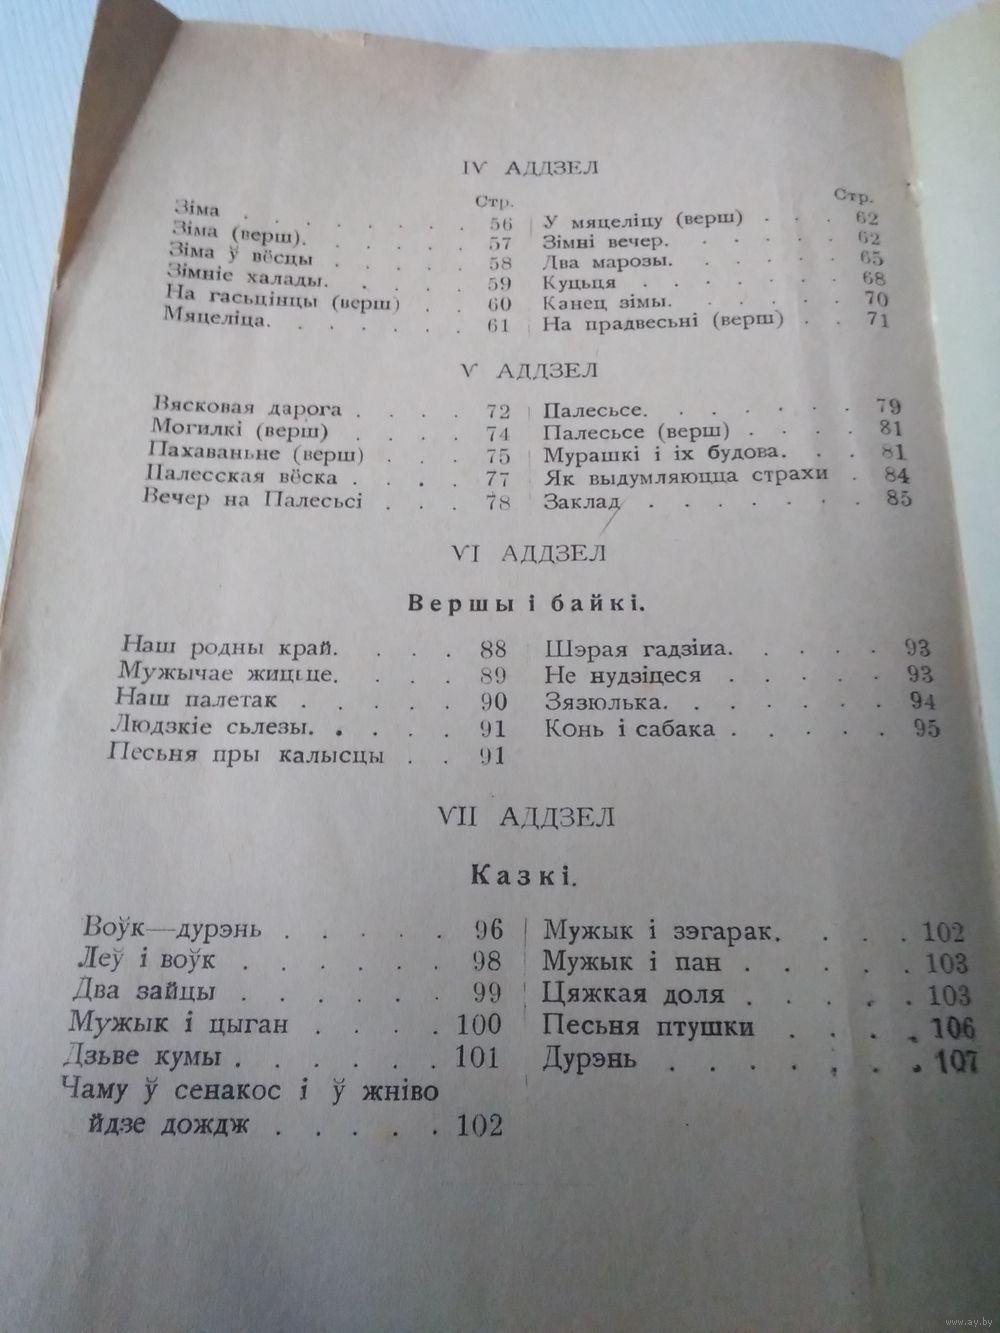 IV АДДЗЕЛ
Стр.
Зіма . . . . . . 56
Зіма (верш). . . . . 57
Зіма ў вёсцы . . . . 58
Зімніе халады. . . . 59
На гасьцінцы (верш) . . 60
Мяцеліца. . . . . . 61
Стр.
У мяцеліцу (верш) . . . 62
Зімні вечер. . . . . . 62
Два марозы. . . . . . 65
Куцьця . . . . . . . 68
Канец зімы. . . . . . 70
На прадвесьні (верш) . . 71
V АДДЗЕЛ
Вясковая дарога . . . . 72
Могилкі (верш) . . . . 74
Пахаваньне (верш) . . . 75
Палесская вёска . . . . 77
Вечер на Палесьсі . . . 78
Палесьсе. . . . . . . 79
Палесьсе (верш) . . . . 81
Мурашкі і іх будова. . . 81
Як выдумляюцца страхи . 84
Заклад . . . . . . . 85
VI АДДЗЕЛ
Вершы і байкі.
Наш родны край. . . . 88
Мужычае жицьце. . . . 89
Наш палетак . . . . . 90
Людзкіе сьлезы. . . . . 91
Песьня пры калысцы . . 91
Шэрая гадзіна. . . . . 93
Не нудзіцеся . . . . . 93
Зязюлька. . . . . . . 94
Конь і сабака . . . . . 95
VII АДДЗЕЛ
Казкі.
Воўк—дурэнь . . . . . 96
Леў і воўк . . . . . . 98
Два зайцы . . . . . . 99
Мужык і цыган . . . . 100
Дзьве кумы . . . . . . 101
Чаму ў сенакос і ў жніво
йдзе дождж . . . . . 102
Мужык і зэгарак. . . . 102
Мужык і пан . . . . . 103
Цяжкая доля . . . . . 103
Песьня птушки . . . . 106
Дурэнь . . . . . . . 107
www.ay.by